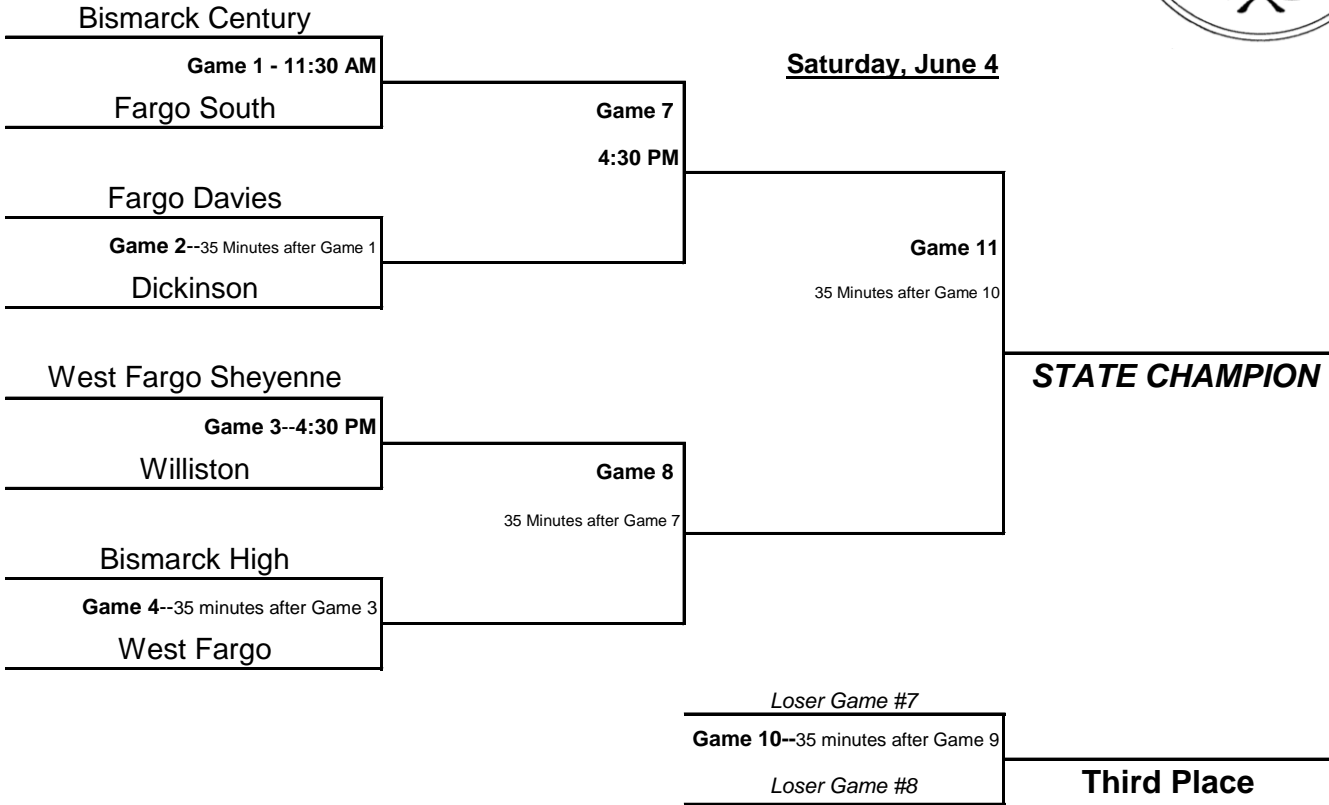 Bismarck Century
Game 1 - 11:30 AM
Saturday, June 4
Fargo South
Game 7
4:30 PM
Fargo Davies
Game 2--35 Minutes after Game 1
Game 11
Dickinson
35 Minutes after Game 10
West Fargo Sheyenne
STATE CHAMPION
Game 3--4:30 PM
Williston
Game 8
35 Minutes after Game 7
Bismarck High
Game 4--35 minutes after Game 3
West Fargo
Loser Game #7
Game 10--35 minutes after Game 9
Loser Game #8
Third Place